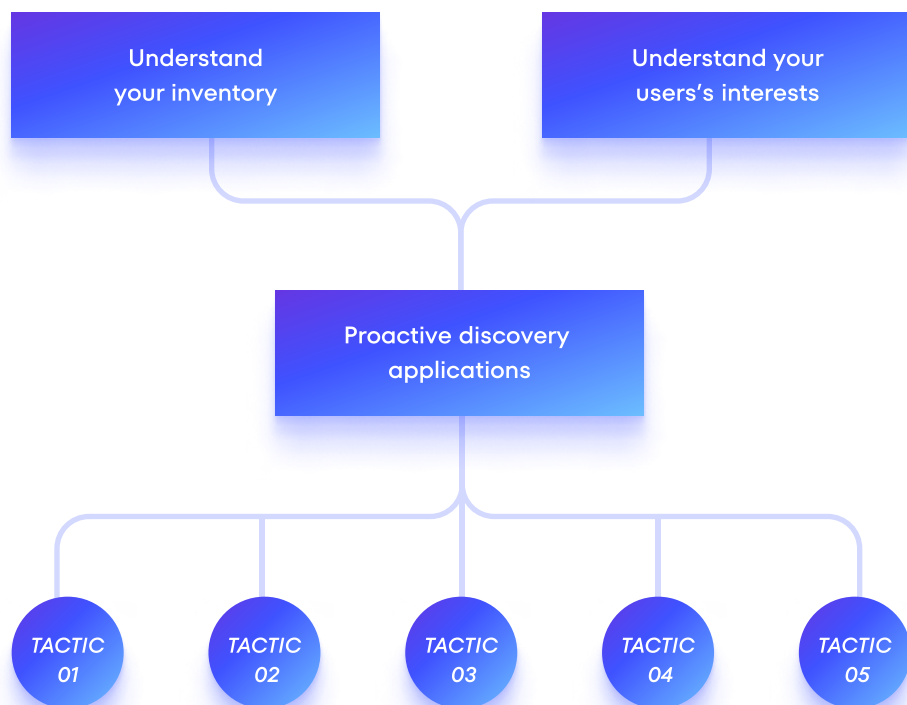 Understand
your inventory
Understand your
users’s interests
Proactive discovery
applications
TACTIC
01
TACTIC
02
TACTIC
03
TACTIC
04
TACTIC
05